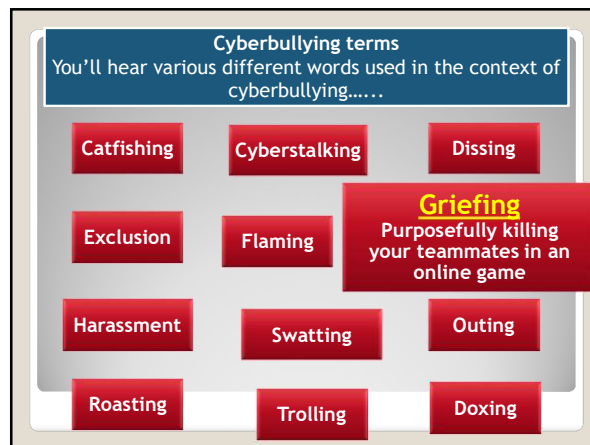 Cyberbullying terms
You'll hear various different words used in the context of
cyberbullying…...
Catfishing
Cyberstalking
Dissing
Griefing
Purposefully killing
your teammates in an
online game
Exclusion
Flaming
Harassment
Swatting
Outing
Roasting
Trolling
Doxing